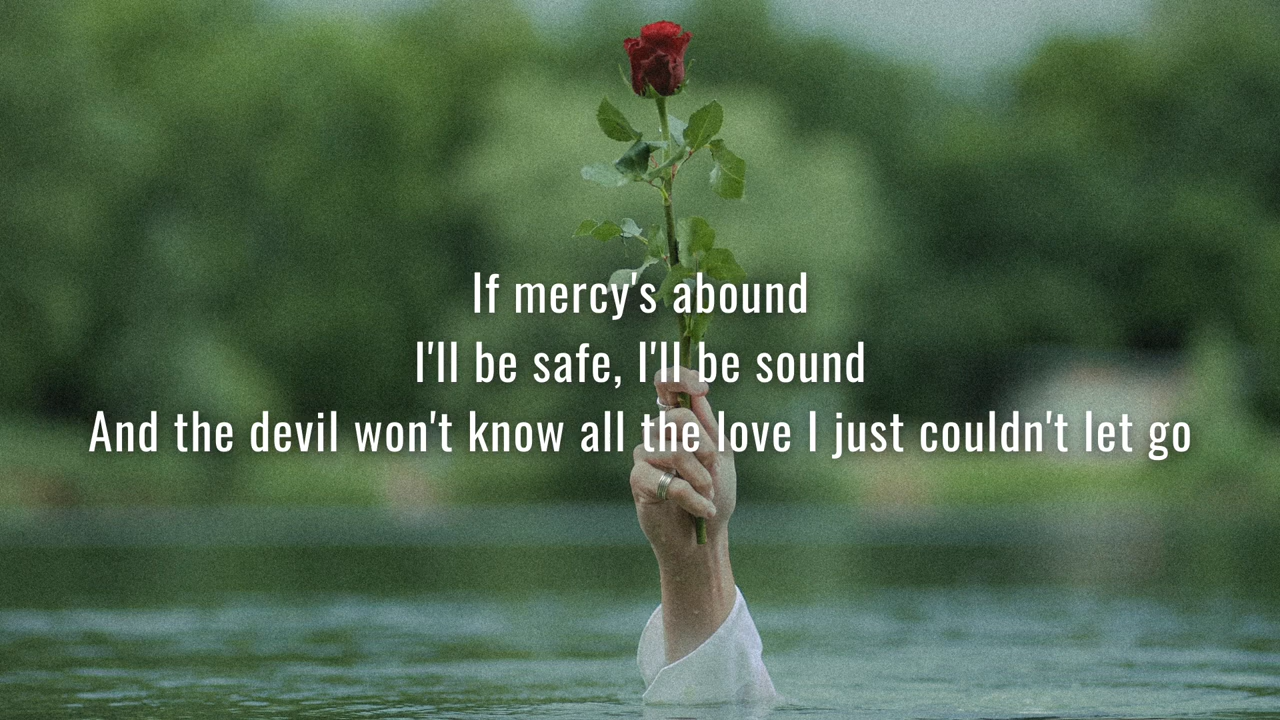 If mercy's abound
I'll be safe, I'll be sound
And the devil won't know all the love I just couldn't let go